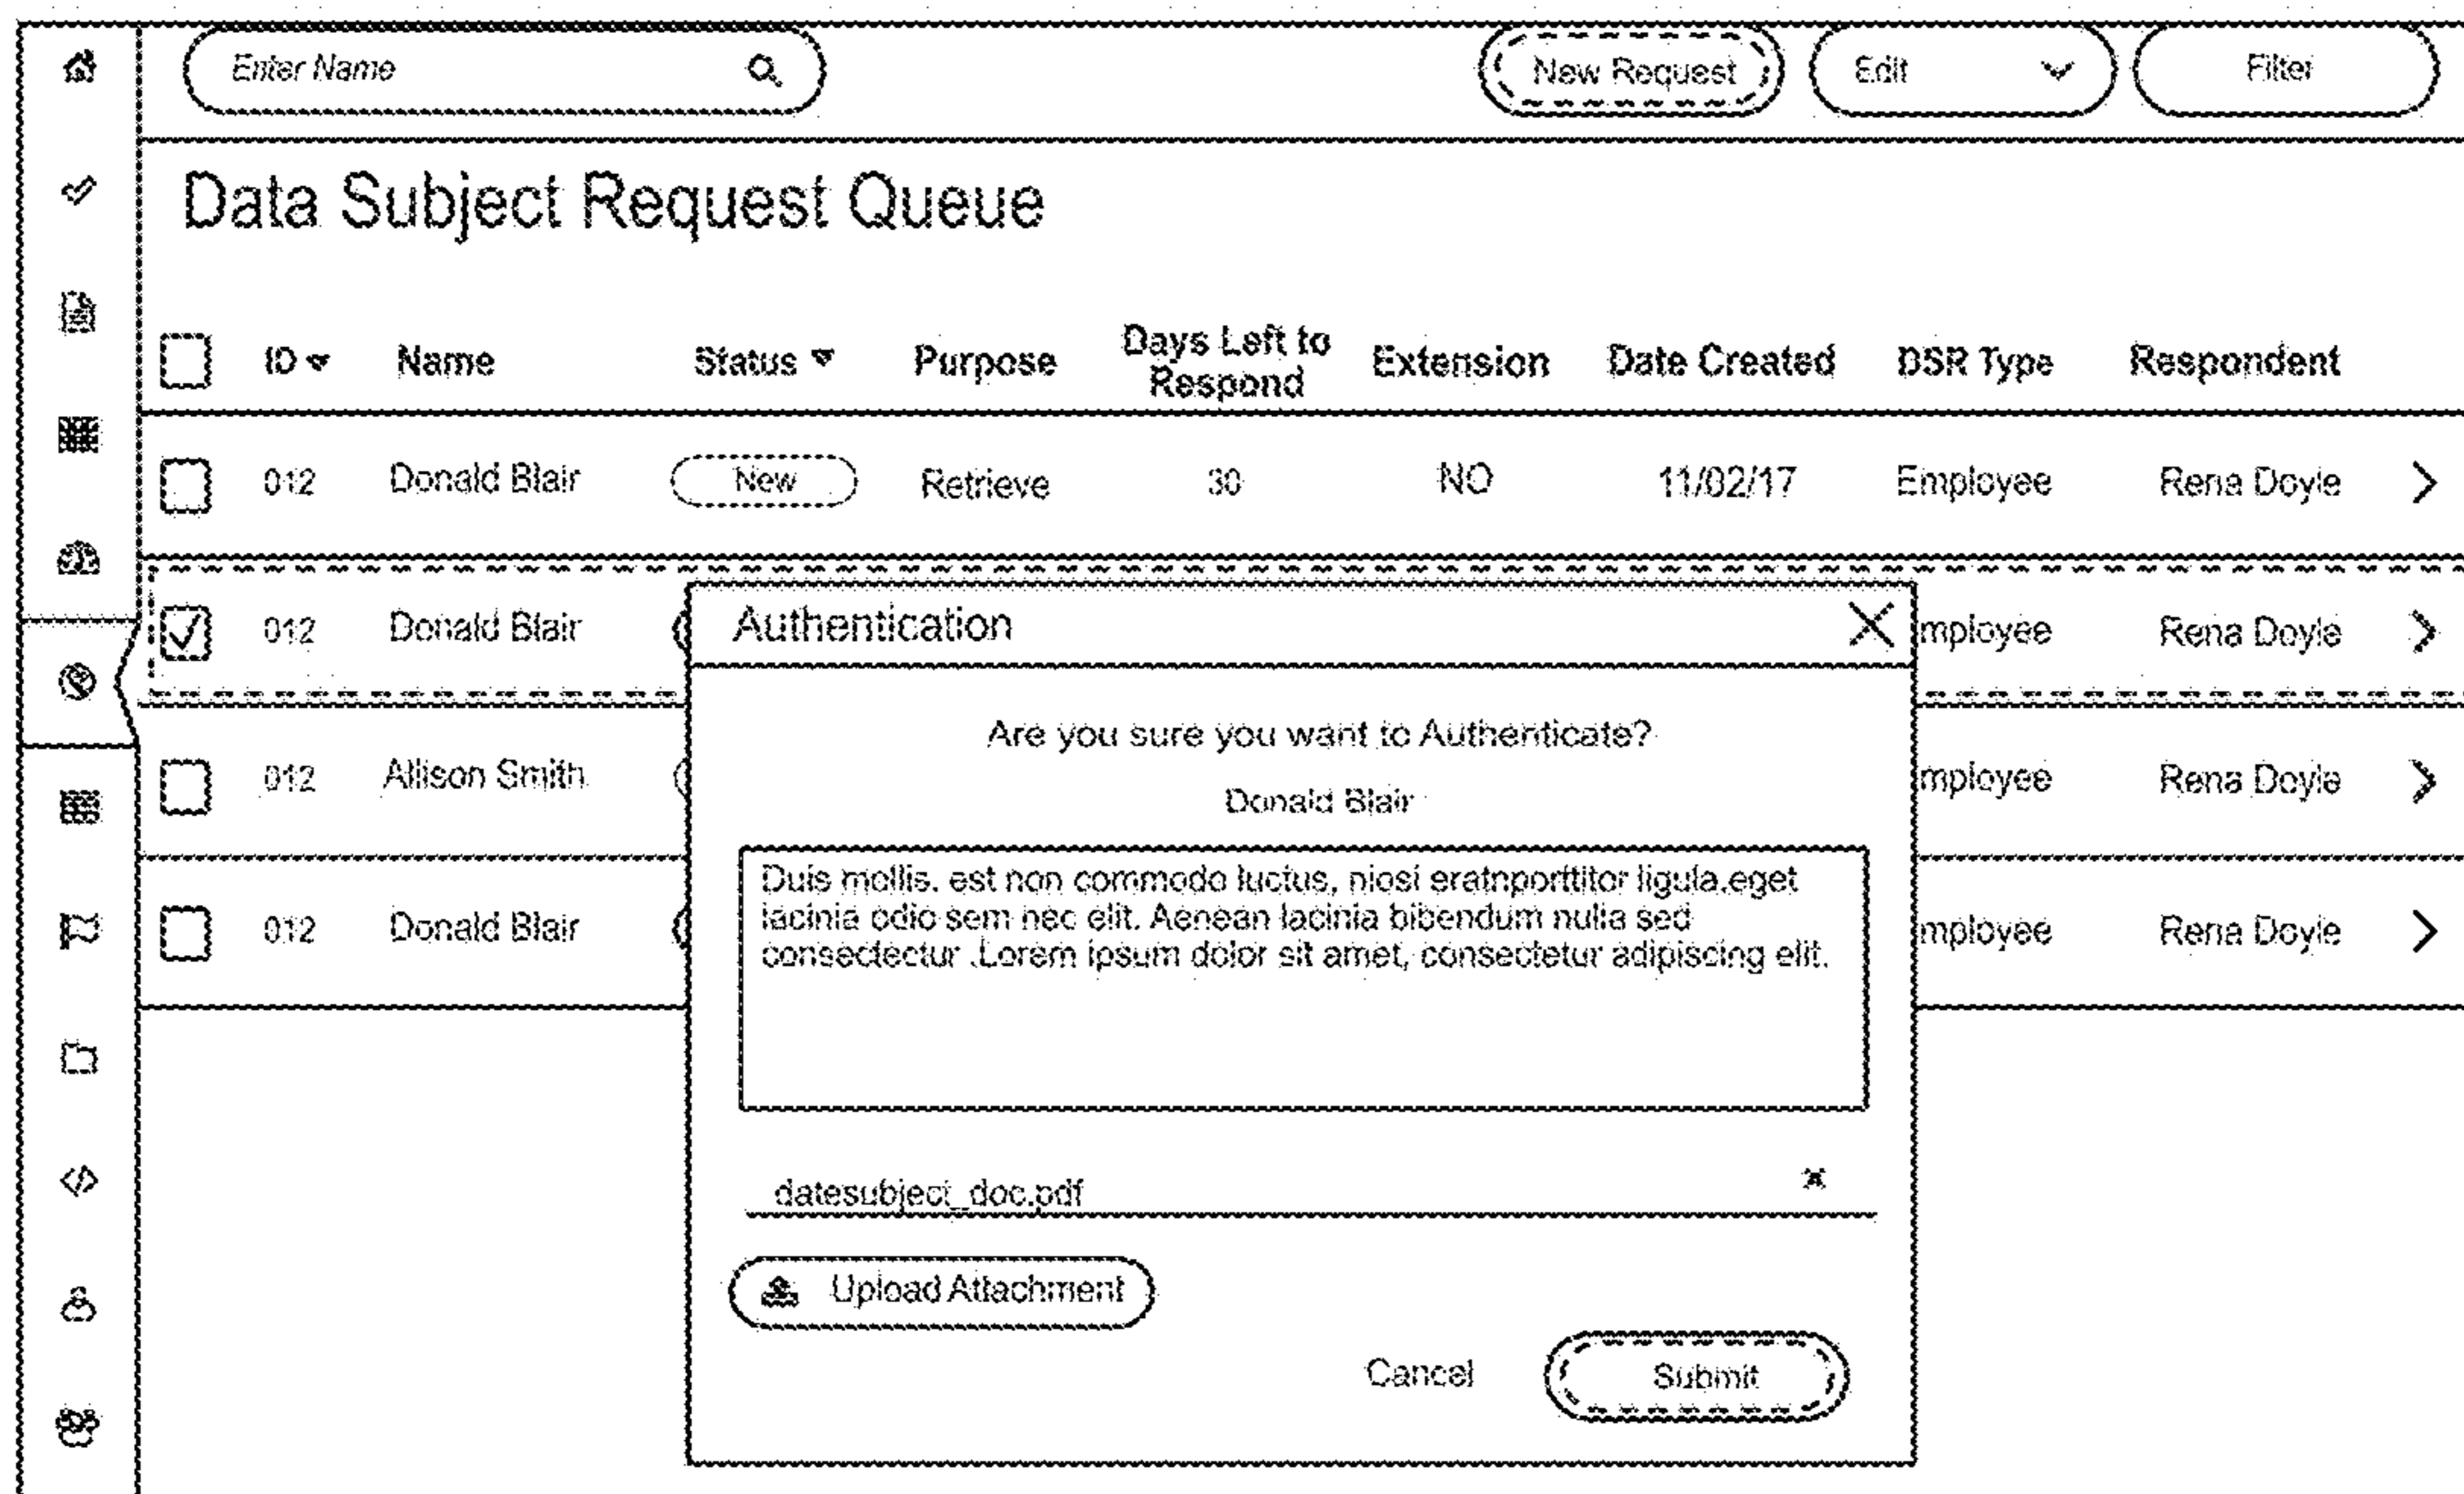 Enter Name New Request Edit Filter
Data Subject Request Queue
ID Name Status Purpose Days Left to Respond Extension Date Created DSR Type Respondent
012 Donald Blair New Retrieve 30 NO 11/02/17 Employee Rena Doyle
012 Donald Blair mployee Rena Doyle
012 Allison Smith mployee Rena Doyle
012 Donald Blair mployee Rena Doyle
Authentication
Are you sure you want to Authenticate?
Donald Blair
Duis mollis. est non commodo luctus, niosi eratnporttitor ligula.eget
lacinia odio sem nec elit. Aenean lacinia bibendum nulla sed
consectectur .Lorem ipsum dolor sit amet, consectetur adipiscing elit.
datesubject_doc.pdf
Upload Attachment
Cancel Submit